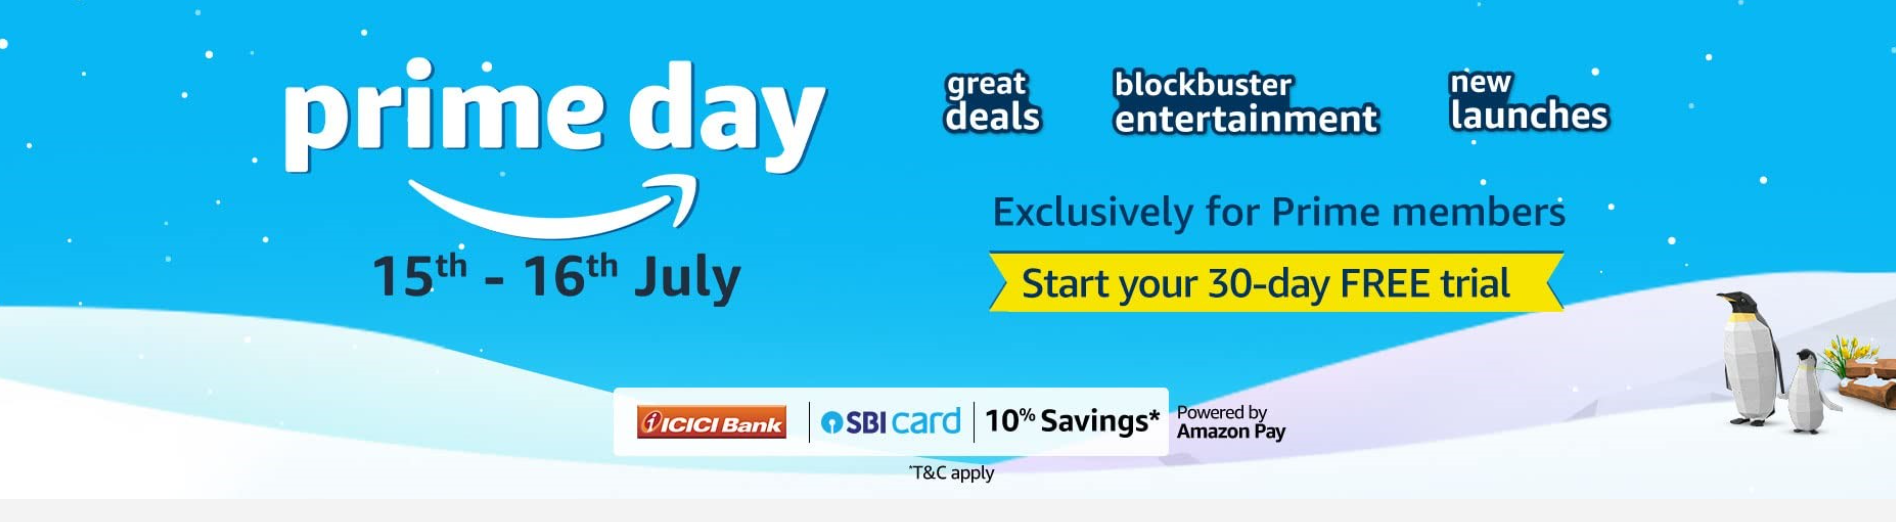 prime day
15th - 16th July
great
deals
blockbuster
entertainment
new
launches
Exclusively for Prime members
Start your 30-day FREE trial
ICICI Bank
SBI card
10% Savings*
Powered by
Amazon Pay
*T&C apply